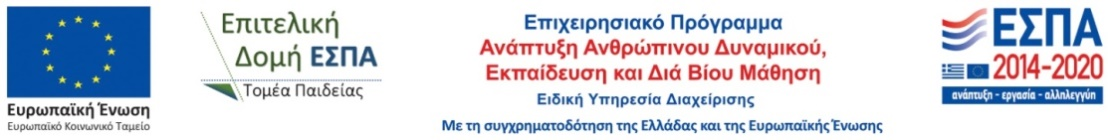 Ευρωπαϊκή Ένωση
Ευρωπαϊκό Κοινωνικό Ταμείο
Επιτελική
Δομή ΕΣΠΑ
Τομέα Παιδείας
Επιχειρησιακό Πρόγραμμα
Ανάπτυξη Ανθρώπινου Δυναμικού,
Εκπαίδευση και Διά Βίου Μάθηση
Ειδική Υπηρεσία Διαχείρισης
Με τη συγχρηματοδότηση της Ελλάδας και της Ευρωπαϊκής Ένωσης
ΕΣΠΑ
2014-2020
ανάπτυξη - εργασία - αλληλεγγύη